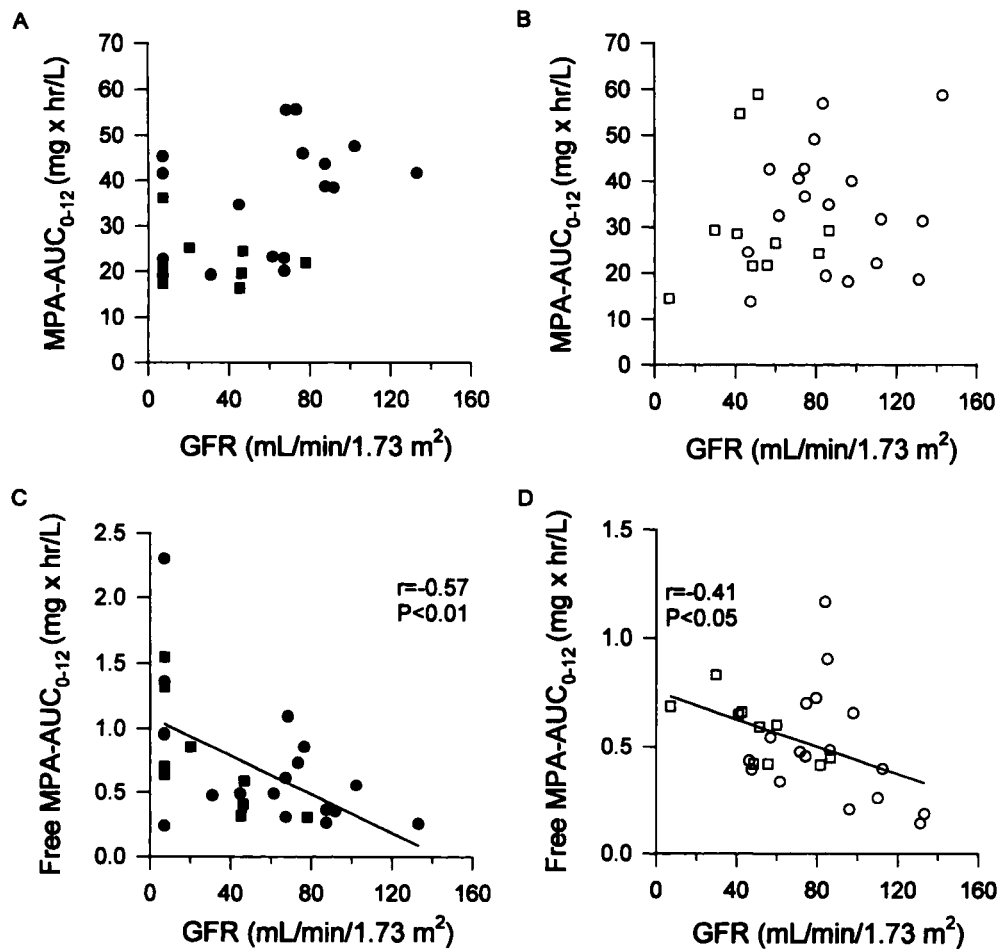 A
MPA-AUC0-12 (mg x hr/L)
70
60
50
40
30
20
10
0
0 40 80 120 160
GFR (mL/min/1.73 m²)
B
MPA-AUC0-12 (mg x hr/L)
70
60
50
40
30
20
10
0
0 40 80 120 160
GFR (mL/min/1.73 m²)
C
Free MPA-AUC0-12 (mg x hr/L)
2.5
2.0
1.5
1.0
0.5
0.0
r=-0.57
P<0.01
0 40 80 120 160
GFR (mL/min/1.73 m²)
D
Free MPA-AUC0-12 (mg x hr/L)
1.5
1.0
0.5
0.0
r=-0.41
P<0.05
0 40 80 120 160
GFR (mL/min/1.73 m²)